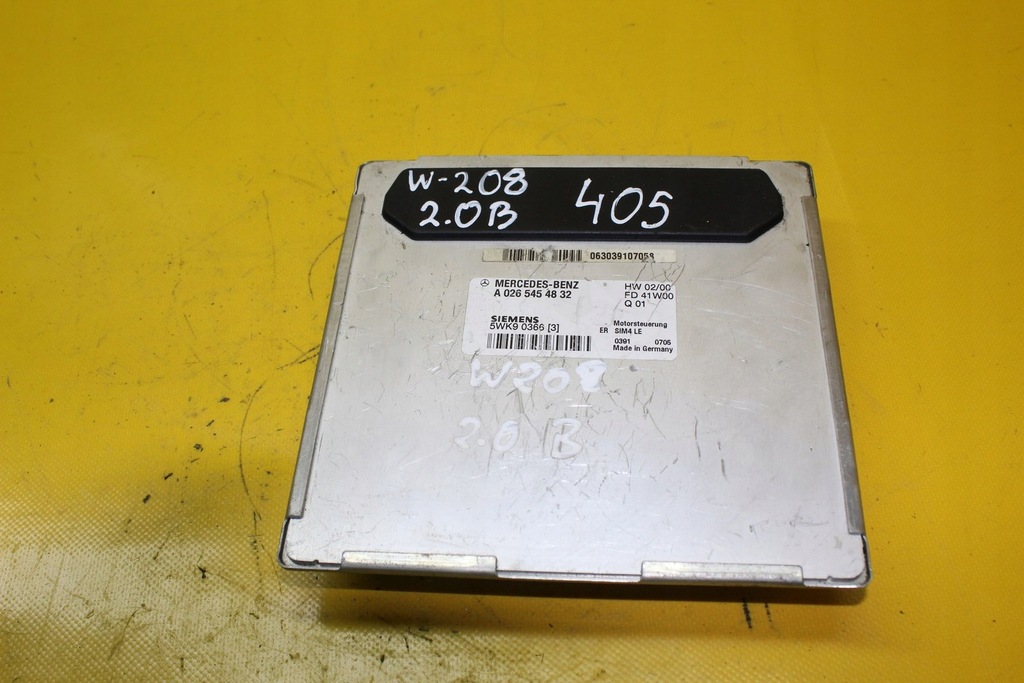 W-208
2.0B
405
063039107058
MERCEDES-BENZ
A 026 545 48 32
HW 02/00
FD 41W00
Q 01
SIEMENS
5WK9 0366 [3]
Motorsteuerung
ER SIM4 LE
0391 0705
Made in Germany
W208
2.0 B